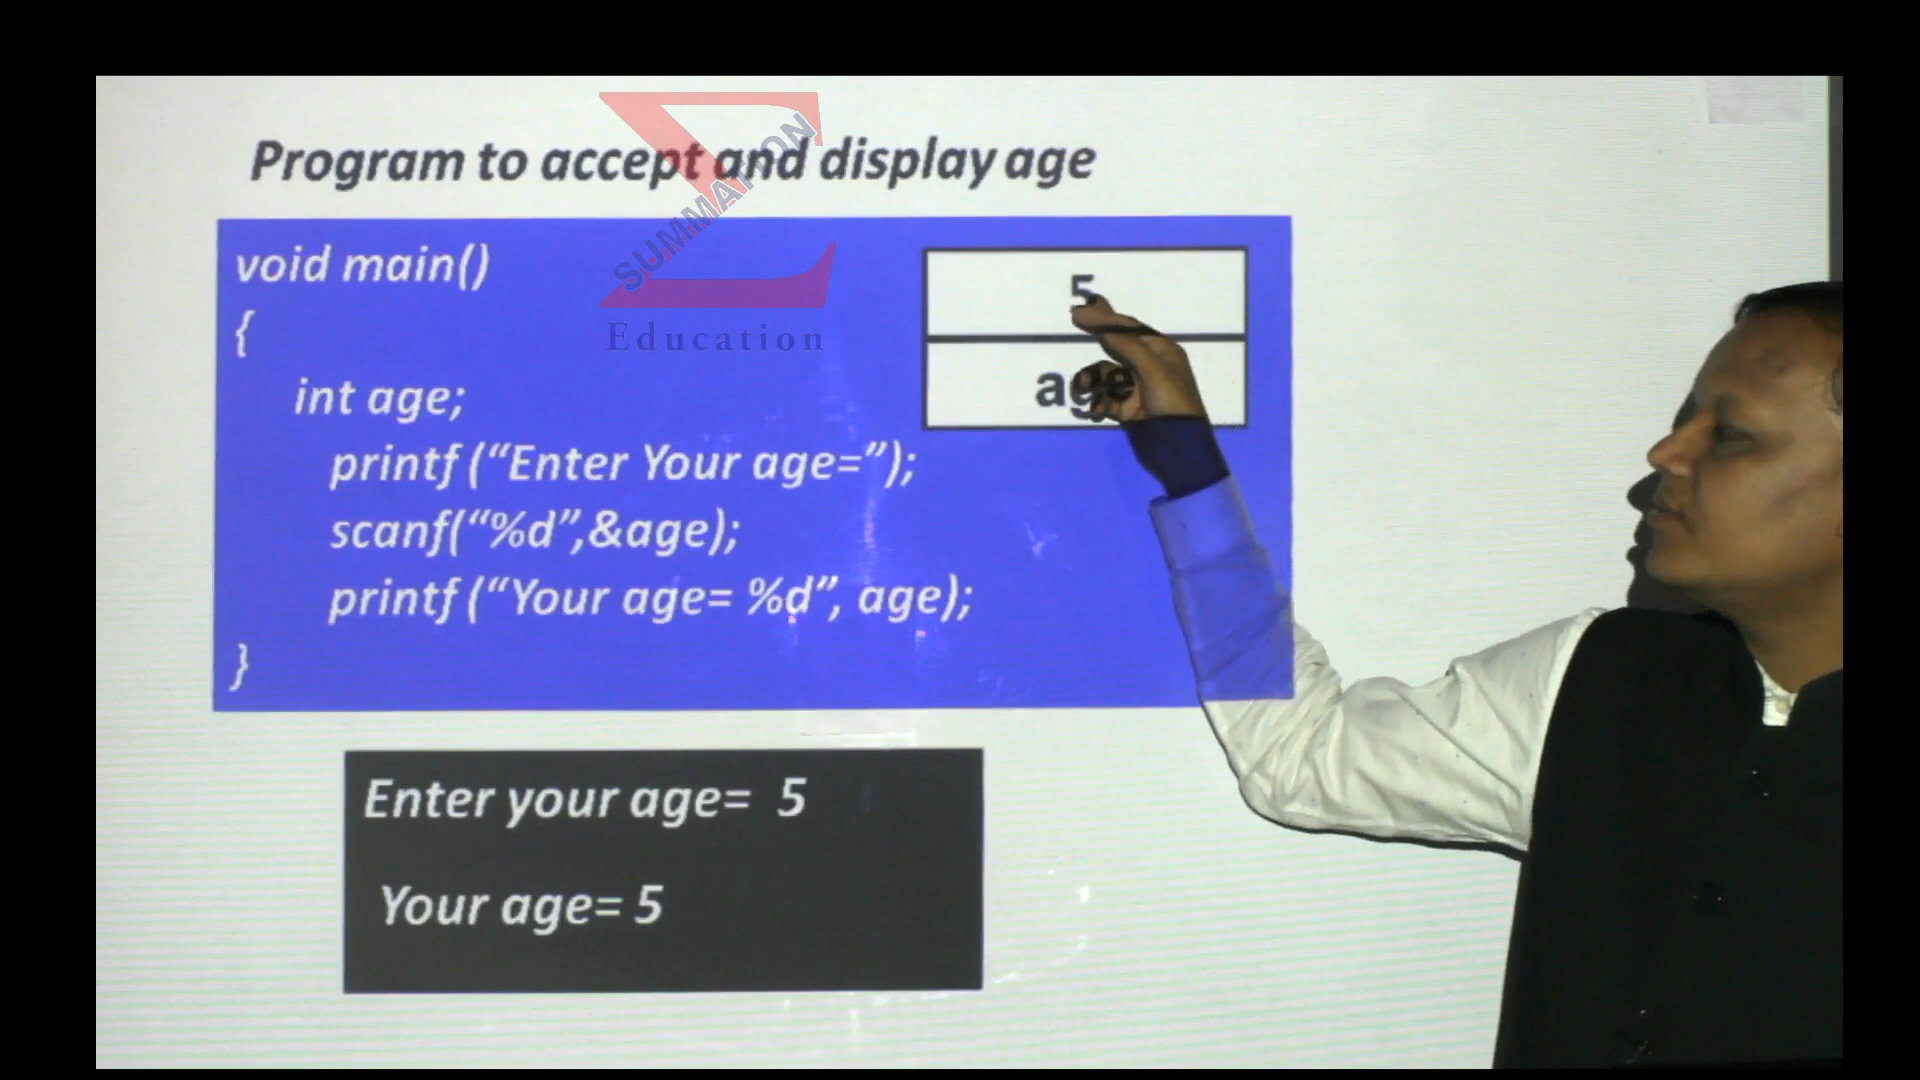 Program to accept and display age
SUMMATION
Education
void main()
{
int age;
printf (“Enter Your age=”);
scanf(“%d”,&age);
printf (“Your age= %d”, age);
}
5
age
Enter your age= 5
Your age= 5